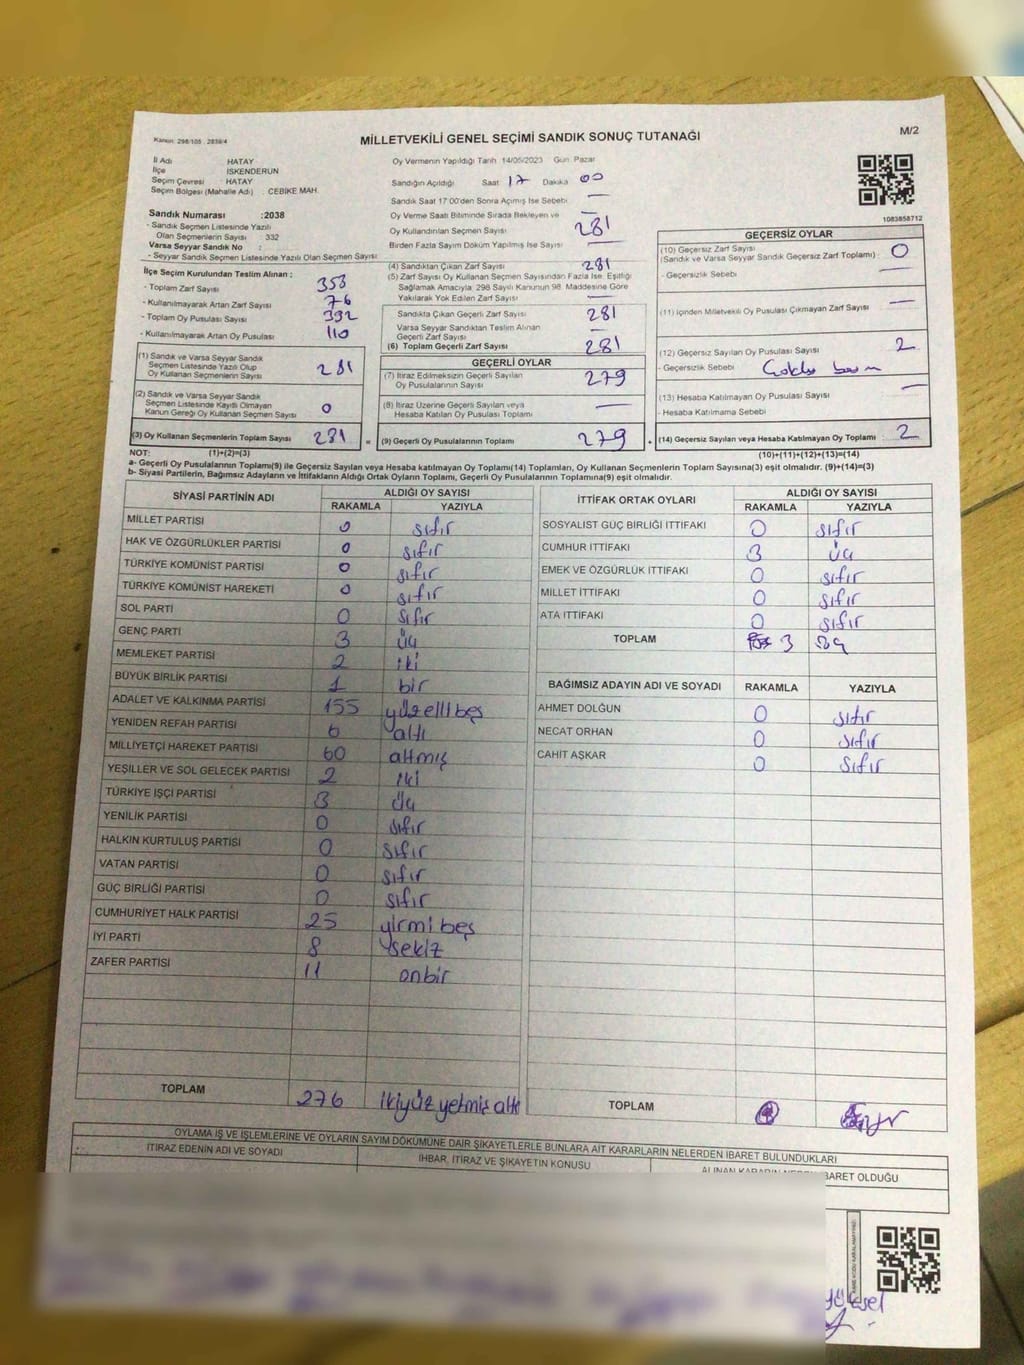 Kanun: 298/105, 2839/4
MİLLETVEKİLİ GENEL SEÇİMİ SANDIK SONUÇ TUTANAĞI
M/2
İl Adı HATAY
İlçe İSKENDERUN
Seçim Çevresi HATAY
Seçim Bölgesi (Mahalle Adı) CEBİKE MAH.
Sandık Numarası :2038
- Sandık Seçmen Listesinde Yazılı
Olan Seçmenlerin Sayısı : 332
Varsa Seyyar Sandık No :
- Seyyar Sandık Listesinde Yazılı Olan Seçmen Sayısı
İlçe Seçim Kurulundan Teslim Alınan :
- Toplam Zarf Sayısı 353
- Kullanılmayarak Artan Zarf Sayısı 76
- Toplam Oy Pusulası Sayısı 392
- Kullanılmayarak Artan Oy Pusulası 110
(1) Sandık ve Varsa Seyyar Sandık
Seçmen Listesinde Yazılı Olup
Oy Kullanan Seçmenlerin Sayısı 281
(2) Sandık ve Varsa Seyyar Sandık
Seçmen Listesinde Kayıtlı Olmayan
Kanun Gereği Oy Kullanan Seçmen Sayısı 0
(3) Oy Kullanan Seçmenlerin Toplam Sayısı 281 =
Oy Vermenin Yapıldığı Tarih 14/05/2023 Gün Pazar
Sandığın Açıldığı Saat 17 Dakika 00
Sandık Saat 17:00'den Sonra Açılmış İse Sebebi —
Oy Verme Saati Bitiminde Sırada Bekleyen ve
Oy Kullandırılan Seçmen Sayısı 281
Birden Fazla Sayım Döküm Yapılmış İse Sayısı —
(4) Sandıktan Çıkan Zarf Sayısı 281
(5) Zarf Sayısı Oy Kullanan Seçmen Sayısından Fazla İse, Eşitliği
Sağlamak Amacıyla, 298 Sayılı Kanunun 98. Maddesine Göre
Yakılarak Yok Edilen Zarf Sayısı —
Sandıkta Çıkan Geçerli Zarf Sayısı 281
Varsa Seyyar Sandıktan Teslim Alınan
Geçerli Zarf Sayısı —
(6) Toplam Geçerli Zarf Sayısı 281
GEÇERLİ OYLAR
(7) İtiraz Edilmeksizin Geçerli Sayılan
Oy Pusulalarının Sayısı 279
(8) İtiraz Üzerine Geçerli Sayılan veya
Hesaba Katılan Oy Pusulası Toplamı —
(9) Geçerli Oy Pusulalarının Toplamı 279 +
1083858712
GEÇERSİZ OYLAR
(10) Geçersiz Zarf Sayısı
(Sandık ve Varsa Seyyar Sandık Geçersiz Zarf Toplamı) : 0
- Geçersizlik Sebebi —
(11) İçinden Milletvekili Oy Pusulası Çıkmayan Zarf Sayısı —
(12) Geçersiz Sayılan Oy Pusulası Sayısı 2
- Geçersizlik Sebebi
(13) Hesaba Katılmayan Oy Pusulası Sayısı —
- Hesaba Katılmama Sebebi
(14) Geçersiz Sayılan veya Hesaba Katılmayan Oy Toplamı : 2
NOT: (1)+(2)=(3) (10)+(11)+(12)+(13)=(14)
a- Geçerli Oy Pusulalarının Toplamı(9) ile Geçersiz Sayılan veya Hesaba katılmayan Oy Toplamı(14) Toplamları, Oy Kullanan Seçmenlerin Toplam Sayısına(3) eşit olmalıdır. (9)+(14)=(3)
b- Siyasi Partilerin, Bağımsız Adayların ve İttifakların Aldığı Ortak Oyların Toplamı, Geçerli Oy Pusulalarının Toplamına(9) eşit olmalıdır.
SİYASİ PARTİNİN ADI ALDIĞI OY SAYISI
RAKAMLA YAZIYLA
MİLLET PARTİSİ 0 sıfır
HAK VE ÖZGÜRLÜKLER PARTİSİ 0 sıfır
TÜRKİYE KOMÜNİST PARTİSİ 0 sıfır
TÜRKİYE KOMÜNİST HAREKETİ 0 sıfır
SOL PARTİ 0 sıfır
GENÇ PARTİ 3 üç
MEMLEKET PARTİSİ 2 iki
BÜYÜK BİRLİK PARTİSİ 1 bir
ADALET VE KALKINMA PARTİSİ 155 yüzellibeş
YENİDEN REFAH PARTİSİ 6 altı
MİLLİYETÇİ HAREKET PARTİSİ 60 altmış
YEŞİLLER VE SOL GELECEK PARTİSİ 2 iki
TÜRKİYE İŞÇİ PARTİSİ 3 üç
YENİLİK PARTİSİ 0 sıfır
HALKIN KURTULUŞ PARTİSİ 0 sıfır
VATAN PARTİSİ 0 sıfır
GÜÇ BİRLİĞİ PARTİSİ 0 sıfır
CUMHURİYET HALK PARTİSİ 25 yirmibeş
İYİ PARTİ 8 sekiz
ZAFER PARTİSİ 11 onbir
TOPLAM 276 ikiyüzyetmişaltı
İTTİFAK ORTAK OYLARI ALDIĞI OY SAYISI
RAKAMLA YAZIYLA
SOSYALİST GÜÇ BİRLİĞİ İTTİFAKI 0 sıfır
CUMHUR İTTİFAKI 3 üç
EMEK VE ÖZGÜRLÜK İTTİFAKI 0 sıfır
MİLLET İTTİFAKI 0 sıfır
ATA İTTİFAKI 0 sıfır
TOPLAM 3
BAĞIMSIZ ADAYIN ADI VE SOYADI RAKAMLA YAZIYLA
AHMET DOLĞUN 0 sıfır
NECAT ORHAN 0 sıfır
CAHİT AŞKAR 0 sıfır
TOPLAM
OYLAMA İŞ VE İŞLEMLERİNE VE OYLARIN SAYIM DÖKÜMÜNE DAİR ŞİKAYETLERLE BUNLARA AİT KARARLARIN NELERDEN İBARET BULUNDUKLARI
İTİRAZ EDENİN ADI VE SOYADI İHBAR, İTİRAZ VE ŞİKAYETİN KONUSU ALINAN KARARIN NEDEN İBARET OLDUĞU